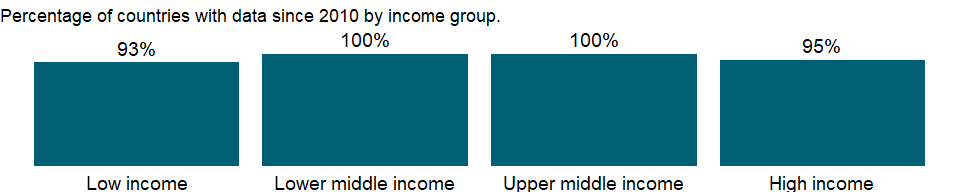 Percentage of countries with data since 2010 by income group.
93%
100%
100%
95%
Low income
Lower middle income
Upper middle income
High income